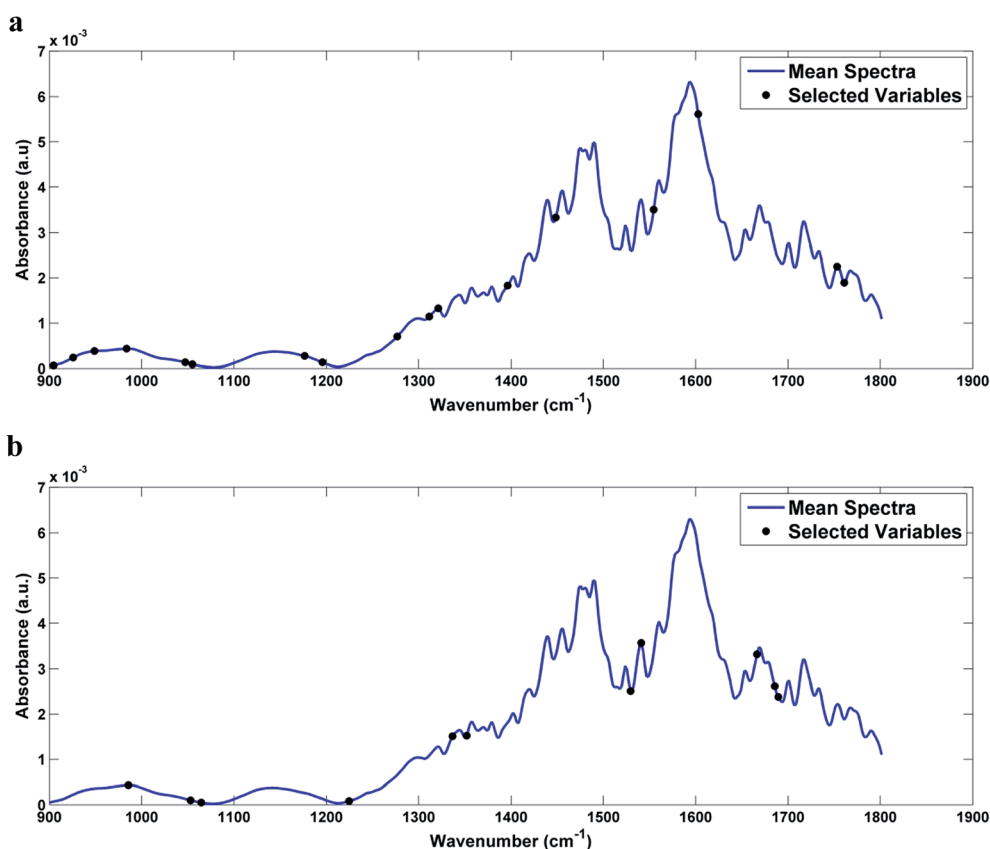 a
x 10⁻³
7
6
5
4
3
2
1
0
Absorbance (a.u)
Mean Spectra
Selected Variables
900 1000 1100 1200 1300 1400 1500 1600 1700 1800 1900
Wavenumber (cm⁻¹)
b
x 10⁻³
7
6
5
4
3
2
1
0
Absorbance (a.u.)
Mean Spectra
Selected Variables
900 1000 1100 1200 1300 1400 1500 1600 1700 1800 1900
Wavenumber (cm⁻¹)